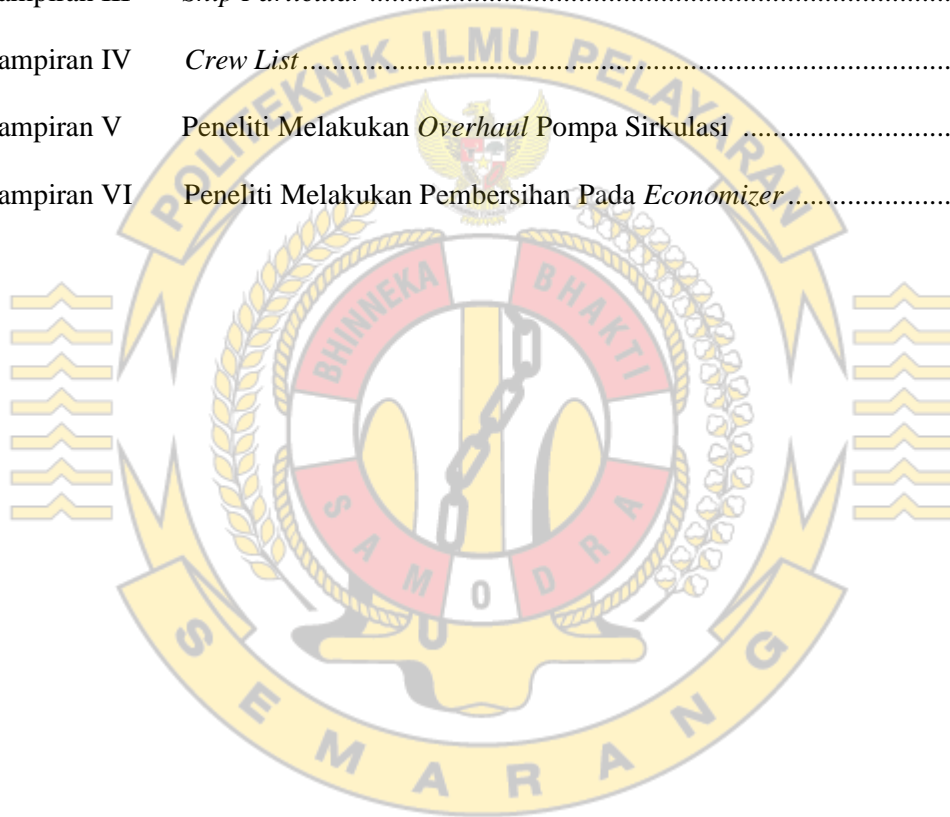 ampiran III Ship Particular ................................................................
ampiran IV Crew List................................................................
ampiran V Peneliti Melakukan Overhaul Pompa Sirkulasi ..........................
ampiran VI Peneliti Melakukan Pembersihan Pada Economizer.....................
POLITEKNIK ILMU PELAYARAN
BHINNEKA BHAKTI
SAMODRA
SEMARANG